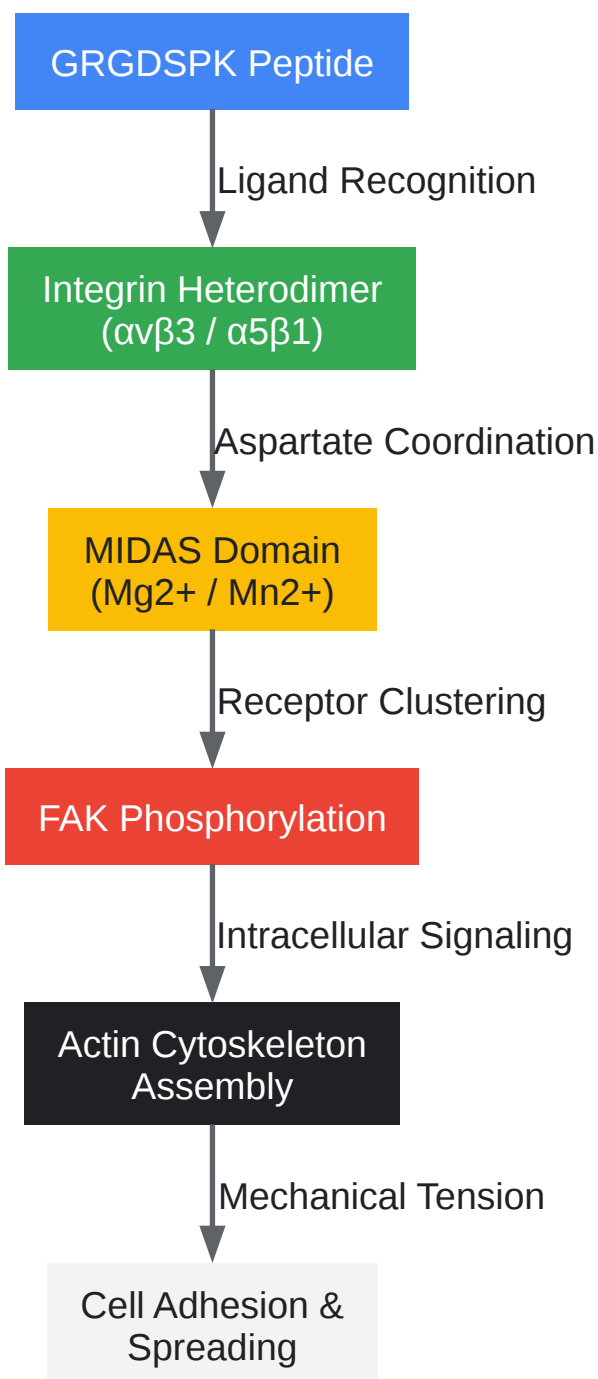 GRGDSPK Peptide
Ligand Recognition
Integrin Heterodimer
(αvβ3 / α5β1)
Aspartate Coordination
MIDAS Domain
(Mg2+ / Mn2+)
Receptor Clustering
FAK Phosphorylation
Intracellular Signaling
Actin Cytoskeleton
Assembly
Mechanical Tension
Cell Adhesion &
Spreading